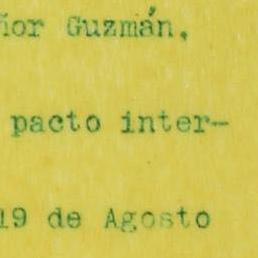 ñor Guzmán.
pacto inter-
19 de Agosto